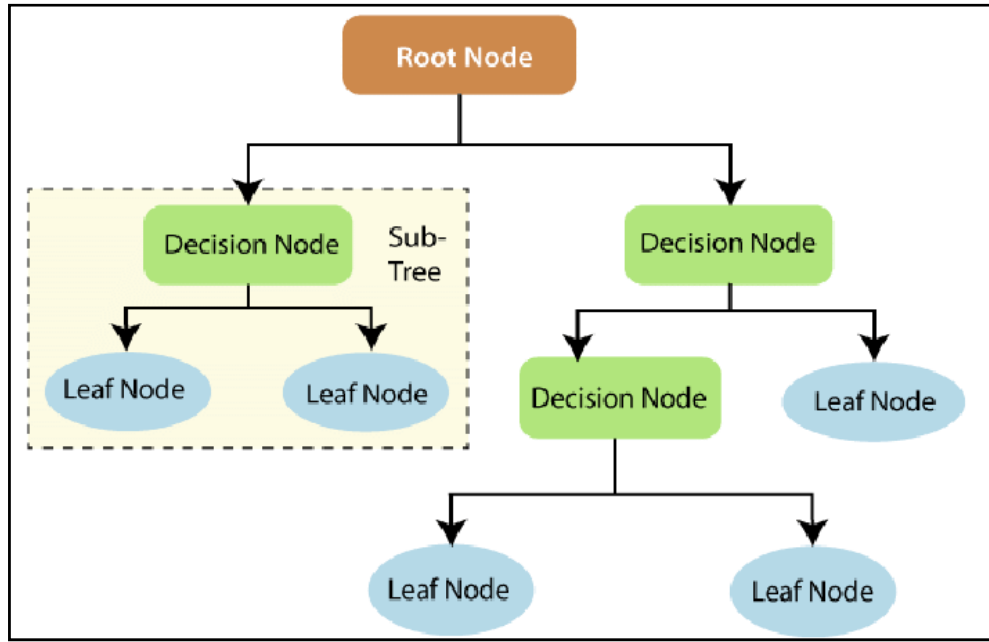 Root Node
Decision Node
Sub-
Tree
Decision Node
Leaf Node
Leaf Node
Decision Node
Leaf Node
Leaf Node
Leaf Node